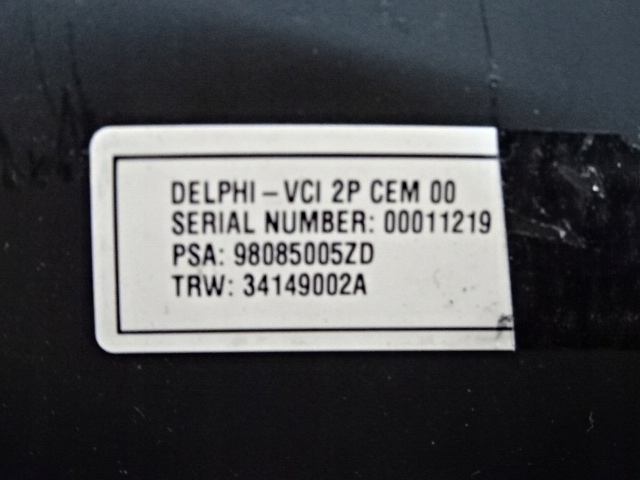 DELPHI – VCI 2P CEM 00
SERIAL NUMBER: 00011219
PSA: 98085005ZD
TRW: 34149002A